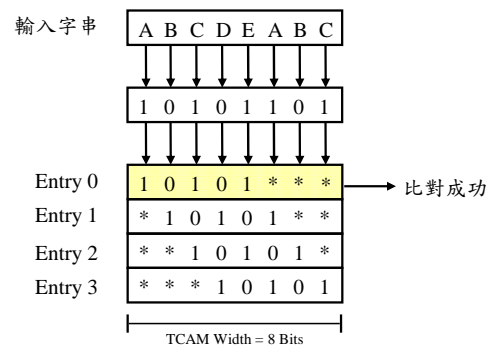 輸入字串 A B C D E A B C
1 0 1 0 1 1 0 1
Entry 0 1 0 1 0 1 * * * 比對成功
Entry 1 * 1 0 1 0 1 * *
Entry 2 * * 1 0 1 0 1 *
Entry 3 * * * 1 0 1 0 1
TCAM Width = 8 Bits